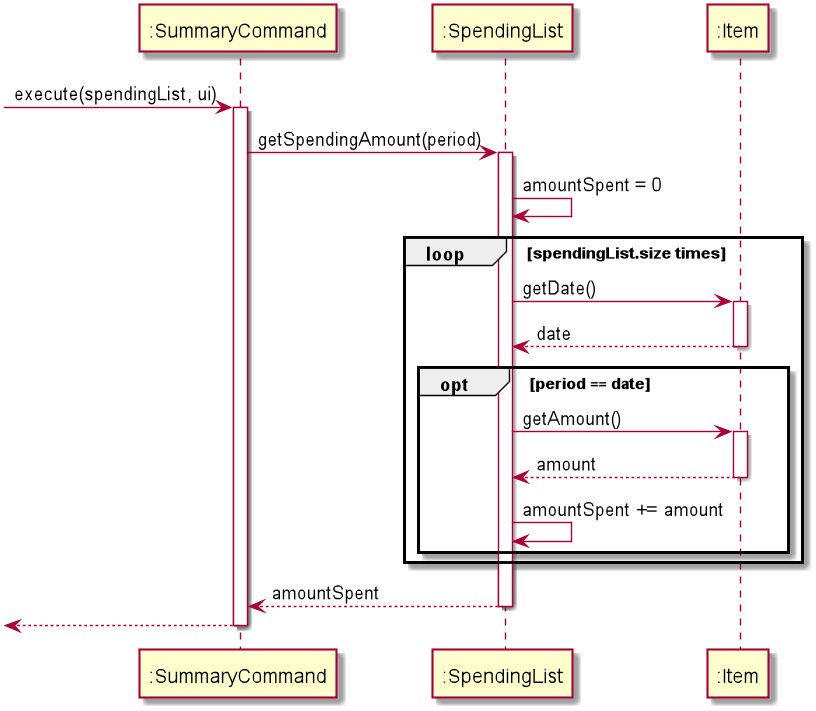 :SummaryCommand
:SpendingList
:Item
execute(spendingList, ui)
getSpendingAmount(period)
amountSpent = 0
loop
[spendingList.size times]
getDate()
date
opt
[period == date]
getAmount()
amount
amountSpent += amount
amountSpent
:SummaryCommand
:SpendingList
:Item